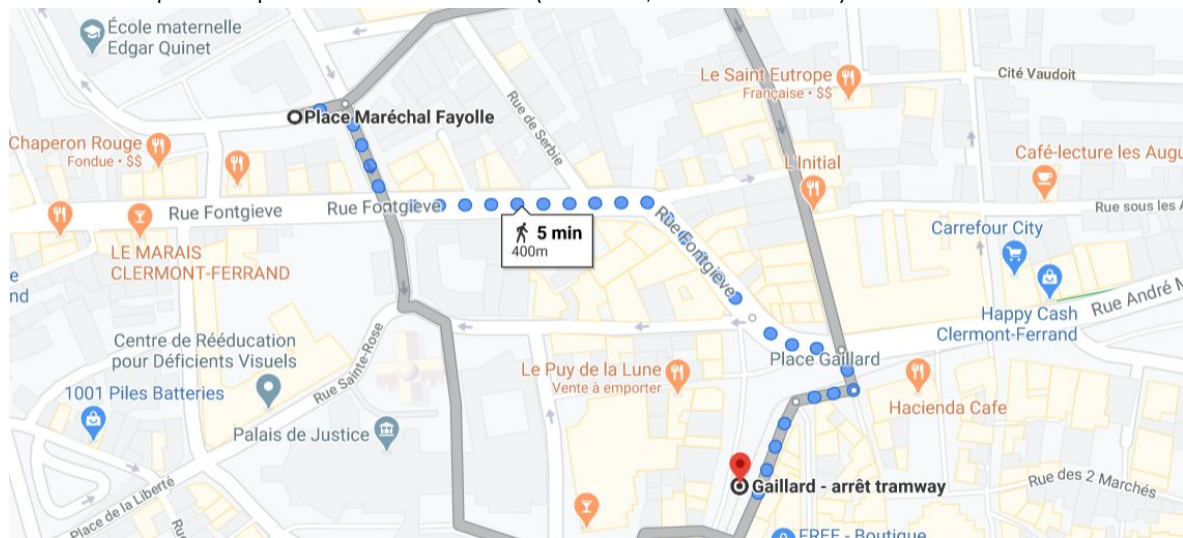 École maternelle
Edgar Quinet
Place Maréchal Fayolle
Chaperon Rouge
Fondue • $$
Rue de Serbie
Le Saint Eutrope
Française • $$
Cité Vaudoit
L'Initial
Café-lecture les Augu
Rue Fontgieve
Rue Fontgieve
Rue Fontgieve
Rue sous les A
5 min
400m
LE MARAIS
CLERMONT-FERRAND
Carrefour City
e
nd
Happy Cash
Clermont-Ferrand
Rue André M
Centre de Rééducation
pour Déficients Visuels
Rue Sainte-Rose
Place Gaillard
Le Puy de la Lune
Vente à emporter
1001 Piles Batteries
Hacienda Cafe
Palais de Justice
Gaillard - arrêt tramway
Rue des 2 Marchés
Place de la Liberté
Ru
FREE - Boutique